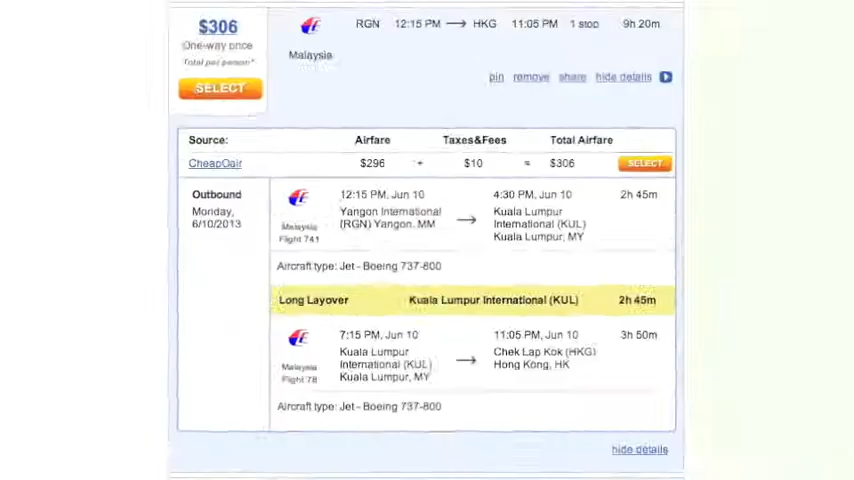 $306
One-way price
Total per person*
SELECT
Malaysia
RGN 12:15 PM → HKG 11:05 PM 1 stop 9h 20m
pin remove share hide details
Source: Airfare Taxes&Fees Total Airfare
CheapOair $296 + $10 = $306 SELECT
Outbound
Monday,
6/10/2013
Malaysia
Flight 741
12:15 PM, Jun 10
Yangon International
(RGN) Yangon, MM
→
4:30 PM, Jun 10
Kuala Lumpur
International (KUL)
Kuala Lumpur, MY
2h 45m
Aircraft type: Jet - Boeing 737-800
Long Layover Kuala Lumpur International (KUL) 2h 45m
Malaysia
Flight 78
7:15 PM, Jun 10
Kuala Lumpur
International (KUL)
Kuala Lumpur, MY
→
11:05 PM, Jun 10
Chek Lap Kok (HKG)
Hong Kong, HK
3h 50m
Aircraft type: Jet - Boeing 737-800
hide details